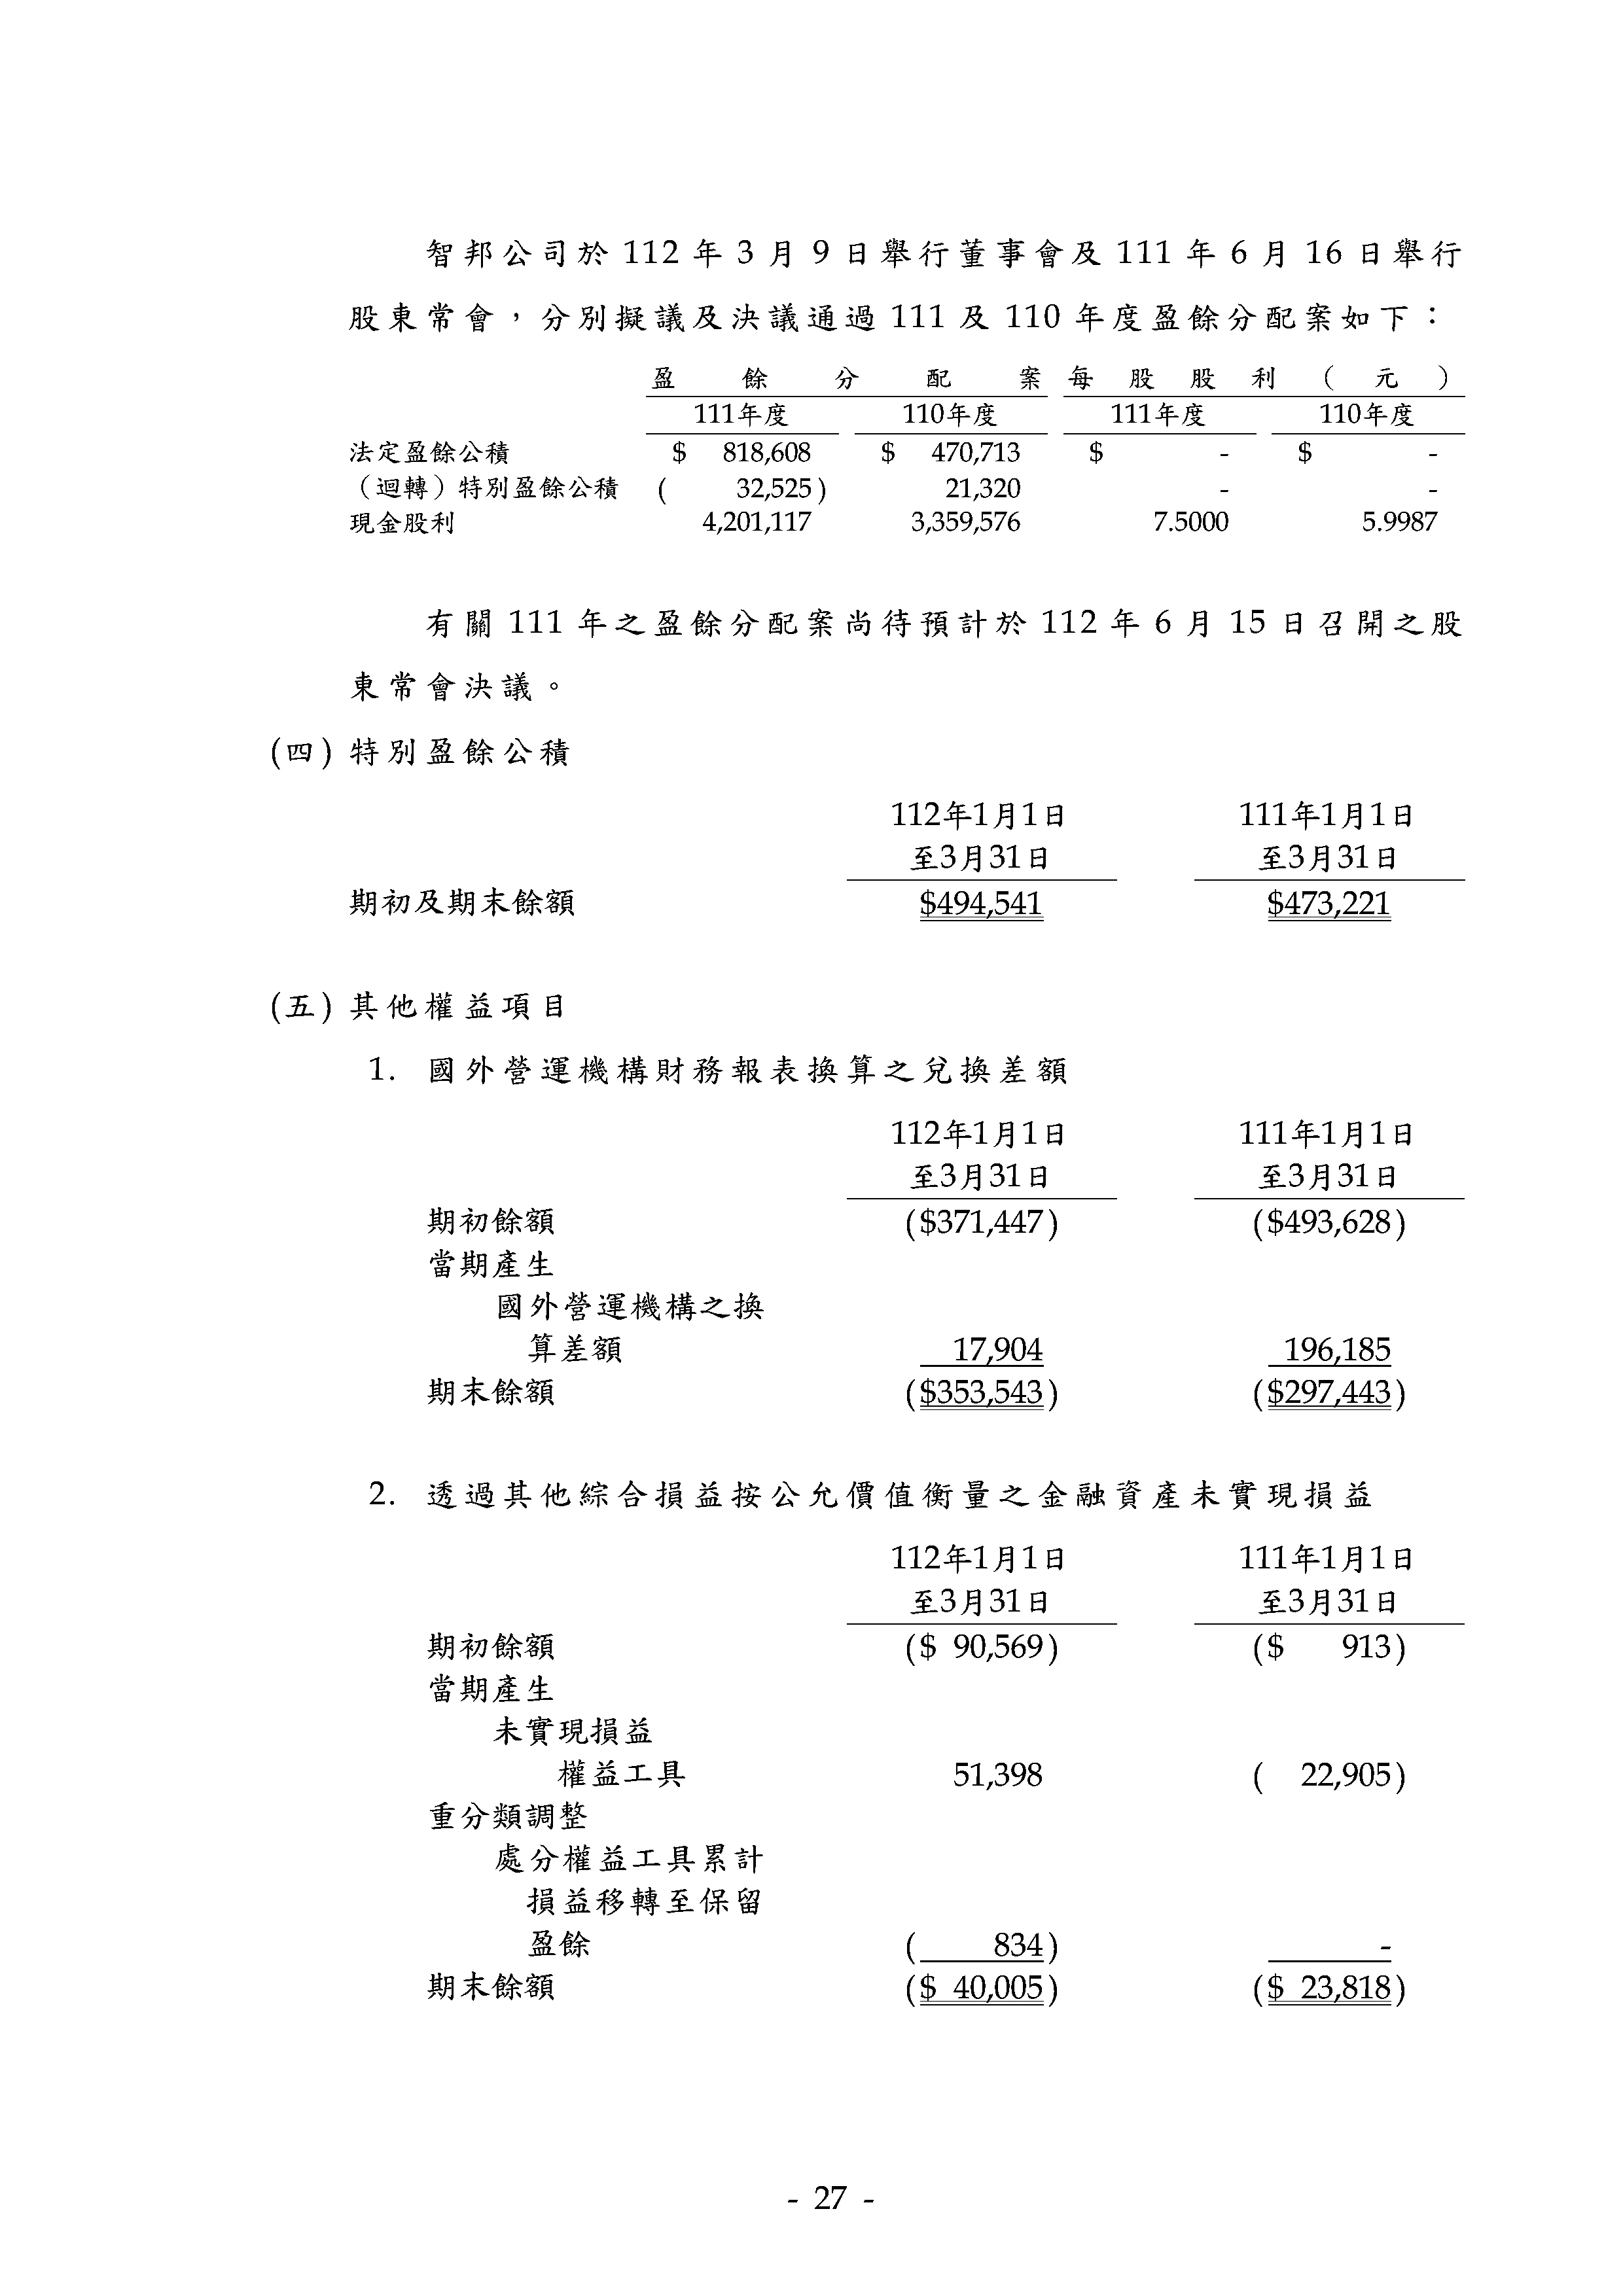 智邦公司於 112 年 3 月 9 日舉行董事會及 111 年 6 月 16 日舉行
股東常會，分別擬議及決議通過 111 及 110 年度盈餘分配案如下：
盈餘分配案 每股股利（元）
111年度 110年度 111年度 110年度
法定盈餘公積 $ 818,608 $ 470,713 $ - $ -
（迴轉）特別盈餘公積 ( 32,525) 21,320 - -
現金股利 4,201,117 3,359,576 7.5000 5.9987
有關 111 年之盈餘分配案尚待預計於 112 年 6 月 15 日召開之股
東常會決議。
(四) 特別盈餘公積
112年1月1日 111年1月1日
至3月31日 至3月31日
期初及期末餘額 $494,541 $473,221
(五) 其他權益項目
1. 國外營運機構財務報表換算之兌換差額
112年1月1日 111年1月1日
至3月31日 至3月31日
期初餘額 ($371,447) ($493,628)
當期產生
國外營運機構之換
算差額 17,904 196,185
期末餘額 ($353,543) ($297,443)
2. 透過其他綜合損益按公允價值衡量之金融資產未實現損益
112年1月1日 111年1月1日
至3月31日 至3月31日
期初餘額 ($ 90,569) ($ 913)
當期產生
未實現損益
權益工具 51,398 ( 22,905)
重分類調整
處分權益工具累計
損益移轉至保留
盈餘 ( 834) -
期末餘額 ($ 40,005) ($ 23,818)
- 27 -